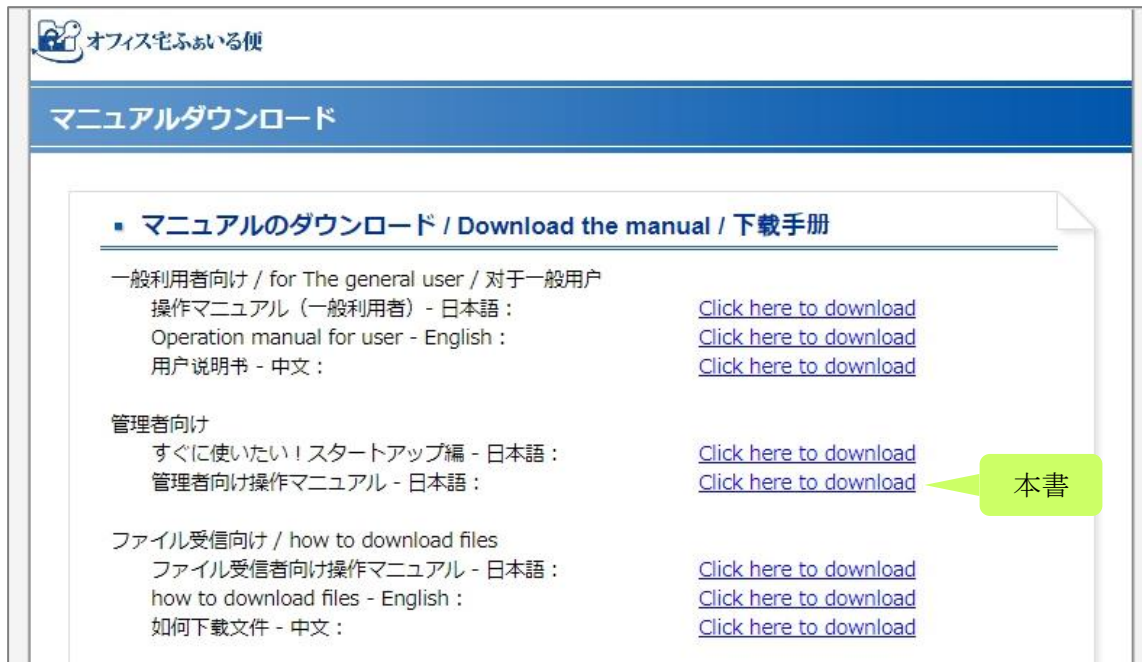 オフィス宅ふぁいる便
マニュアルダウンロード
▪ マニュアルのダウンロード / Download the manual / 下载手册
一般利用者向け / for The general user / 对于一般用户
操作マニュアル（一般利用者）- 日本語： Click here to download
Operation manual for user - English： Click here to download
用户说明书 - 中文： Click here to download
管理者向け
すぐに使いたい！スタートアップ編 - 日本語： Click here to download
管理者向け操作マニュアル - 日本語： Click here to download 本書
ファイル受信向け / how to download files
ファイル受信者向け操作マニュアル - 日本語： Click here to download
how to download files - English： Click here to download
如何下载文件 - 中文： Click here to download